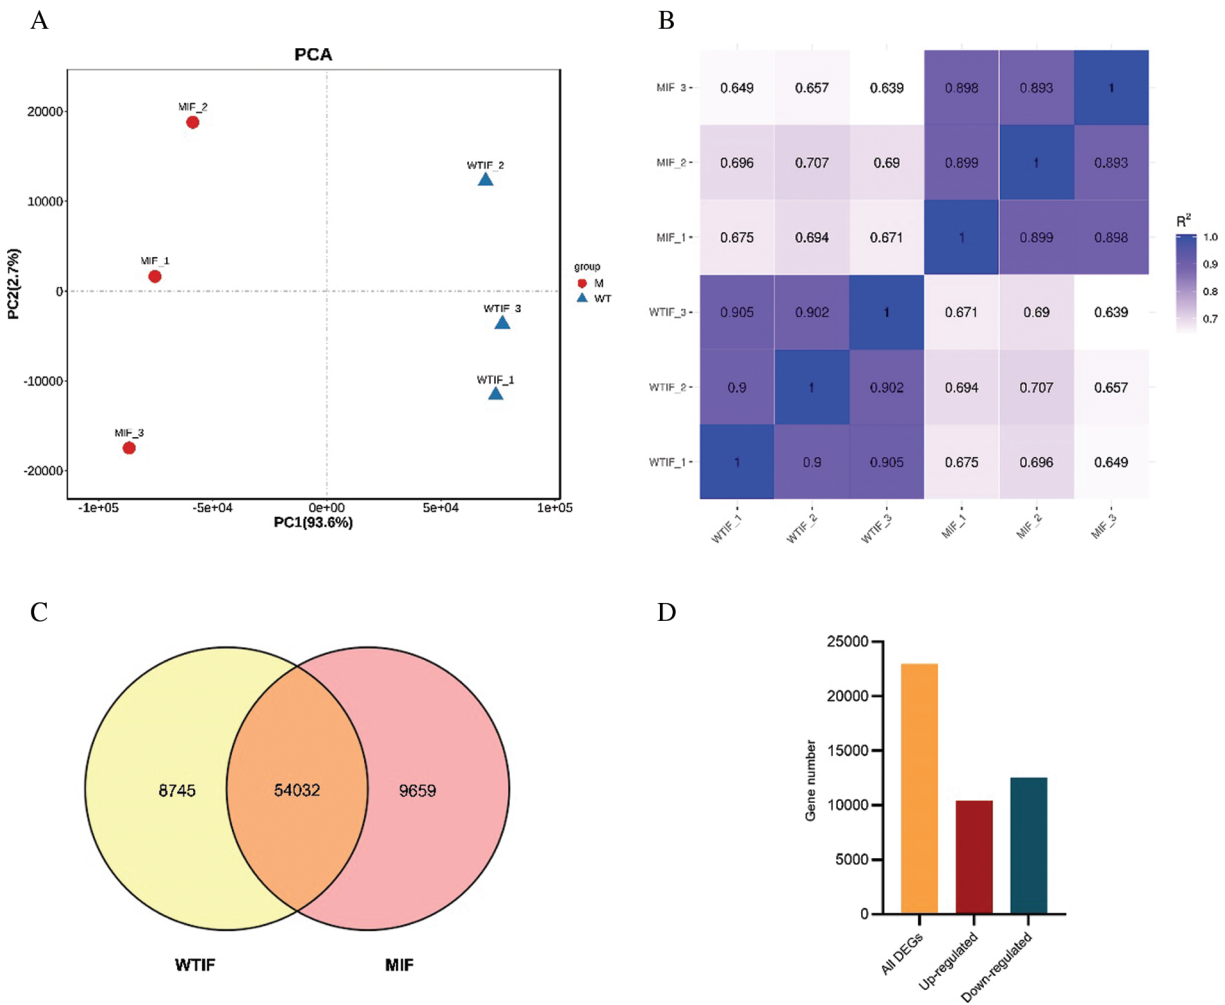 A
PCA
20000
10000
0
-10000
-20000
PC2(2.7%)
MIF_2
WTIF_2
MIF_1
WTIF_3
WTIF_1
MIF_3
-1e+05 -5e+04 0e+00 5e+04 1e+05
PC1(93.6%)
group
M
WT
B
MIF_3 0.649 0.657 0.639 0.898 0.893 1
MIF_2 0.696 0.707 0.69 0.899 1 0.893
MIF_1 0.675 0.694 0.671 1 0.899 0.898
WTIF_3 0.905 0.902 1 0.671 0.69 0.639
WTIF_2 0.9 1 0.902 0.694 0.707 0.657
WTIF_1 1 0.9 0.905 0.675 0.696 0.649
WTIF_1 WTIF_2 WTIF_3 MIF_1 MIF_2 MIF_3
R²
1.0
0.9
0.8
0.7
C
8745 54032 9659
WTIF MIF
D
Gene number
25000
20000
15000
10000
5000
0
All DEGs
Up-regulated
Down-regulated